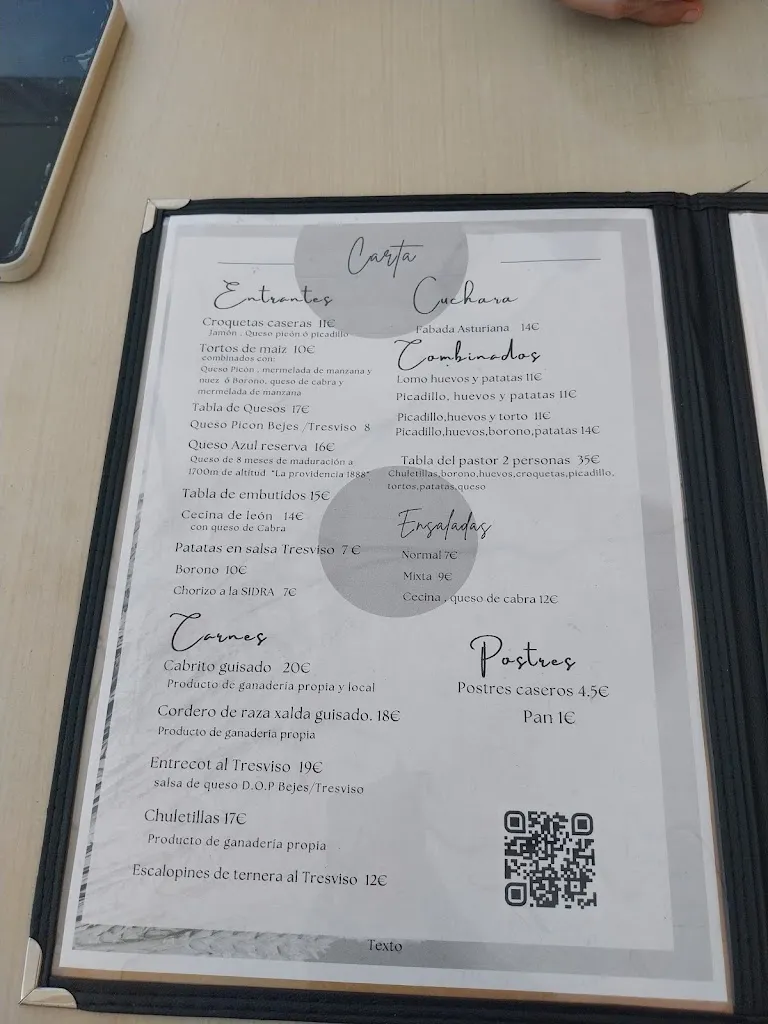 Carta
Entrantes
Croquetas caseras 11€
Jamón . Queso picón ó picadillo
Tortos de maiz 10€
combinados con:
Queso Picón , mermelada de manzana y
nuez ó Borono, queso de cabra y
mermelada de manzana
Tabla de Quesos 17€
Queso Picon Bejes /Tresviso 8
Queso Azul reserva 16€
Queso de 8 meses de maduración a
1700m de altitud "La providencia 1888"
Tabla de embutidos 15€
Cecina de león 14€
con queso de Cabra
Patatas en salsa Tresviso 7 €
Borono 10€
Chorizo a la SIDRA 7€
Carnes
Cabrito guisado 20€
Producto de ganaderia propia y local
Cordero de raza xalda guisado. 18€
Producto de ganaderia propia
Entrecot al Tresviso 19€
salsa de queso D.O.P Bejes/Tresviso
Chuletillas 17€
Producto de ganadería propia
Escalopines de ternera al Tresviso 12€
Cuchara
Fabada Asturiana 14€
Combinados
Lomo huevos y patatas 11€
Picadillo, huevos y patatas 11€
Picadillo,huevos y torto 11€
Picadillo,huevos,borono,patatas 14€
Tabla del pastor 2 personas 35€
Chuletillas,borono,huevos,croquetas,picadillo,
tortos,patatas,queso
Ensaladas
Normal 7€
Mixta 9€
Cecina , queso de cabra 12€
Postres
Postres caseros 4.5€
Pan 1€
Texto